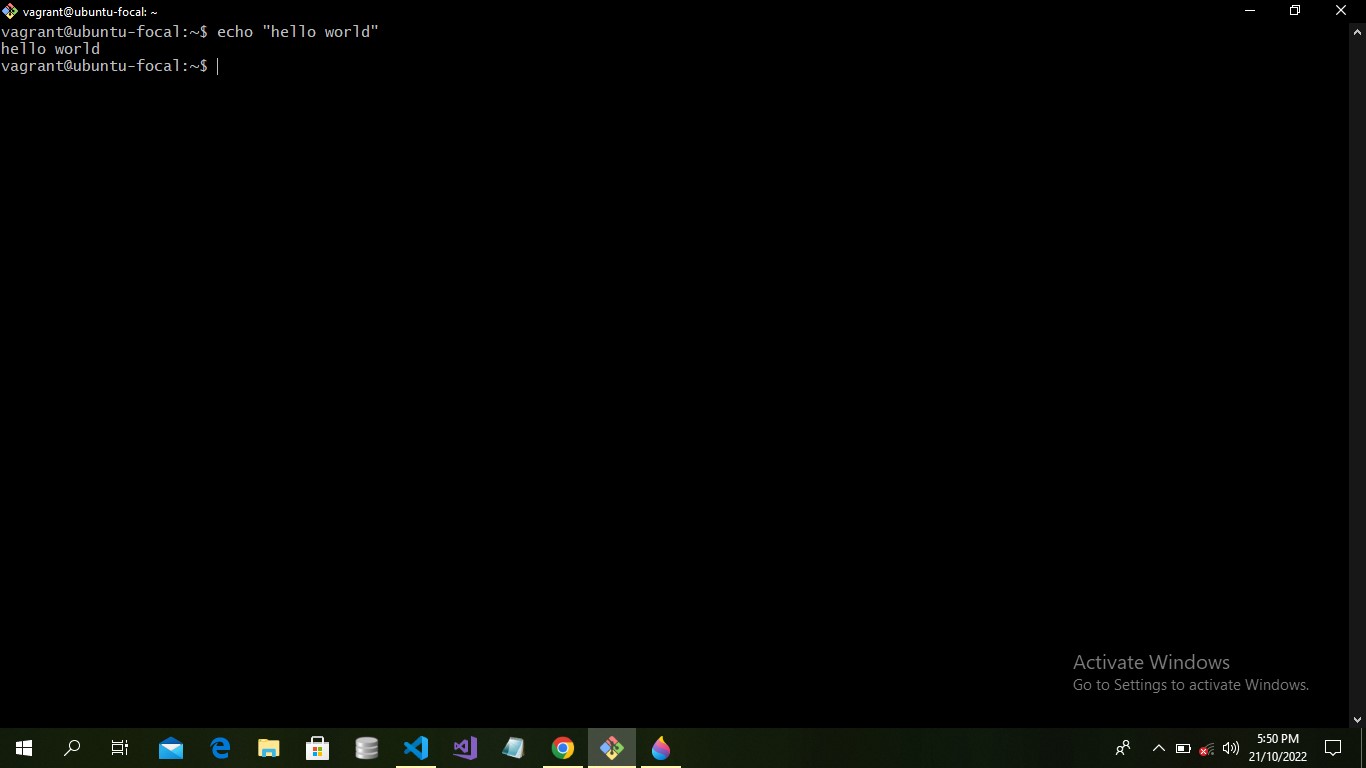 vagrant@ubuntu-focal: ~
vagrant@ubuntu-focal:~$ echo "hello world"
hello world
vagrant@ubuntu-focal:~$
Activate Windows
Go to Settings to activate Windows.
5:50 PM
21/10/2022